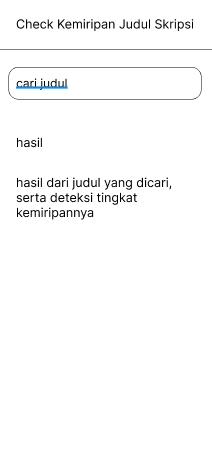 Check Kemiripan Judul Skripsi
cari judul
hasil
hasil dari judul yang dicari,
serta deteksi tingkat
kemiripannya